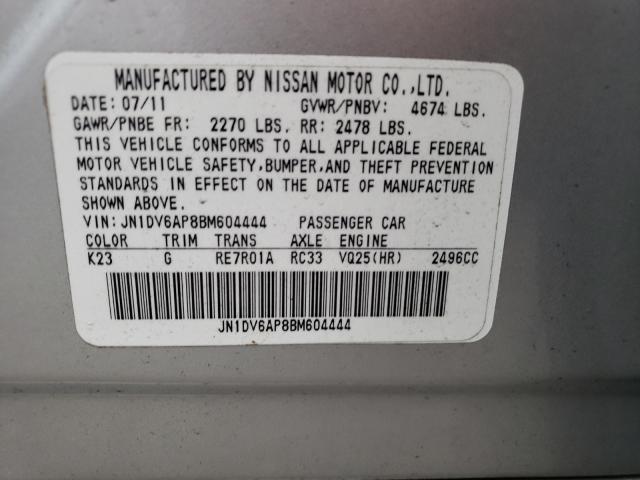 MANUFACTURED BY NISSAN MOTOR CO.,LTD.
DATE: 07/11 GVWR/PNBV: 4674 LBS.
GAWR/PNBE FR: 2270 LBS. RR: 2478 LBS.
THIS VEHICLE CONFORMS TO ALL APPLICABLE FEDERAL
MOTOR VEHICLE SAFETY,BUMPER,AND THEFT PREVENTION
STANDARDS IN EFFECT ON THE DATE OF MANUFACTURE
SHOWN ABOVE.
VIN: JN1DV6AP8BM604444 PASSENGER CAR
COLOR TRIM TRANS AXLE ENGINE
K23 G RE7R01A RC33 VQ25(HR) 2496CC
JN1DV6AP8BM604444